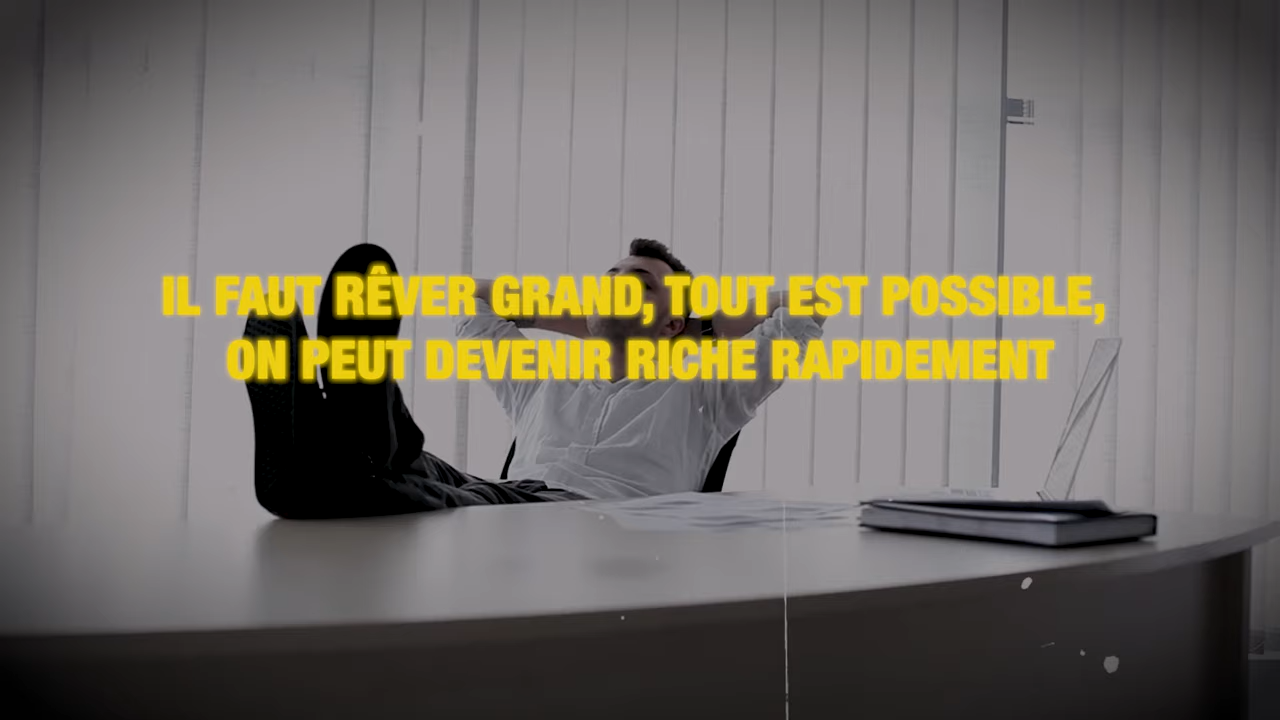 IL FAUT RÊVER GRAND, TOUT EST POSSIBLE,
ON PEUT DEVENIR RICHE RAPIDEMENT